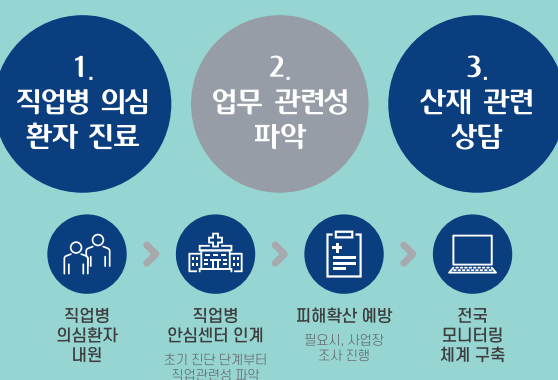 1.
직업병 의심
환자 진료
2.
업무 관련성
파악
3.
산재 관련
상담
직업병
의심환자
내원
직업병
안심센터 인계
초기 진단 단계부터
직업관련성 파악
피해확산 예방
필요시, 사업장
조사 진행
전국
모니터링
체계 구축